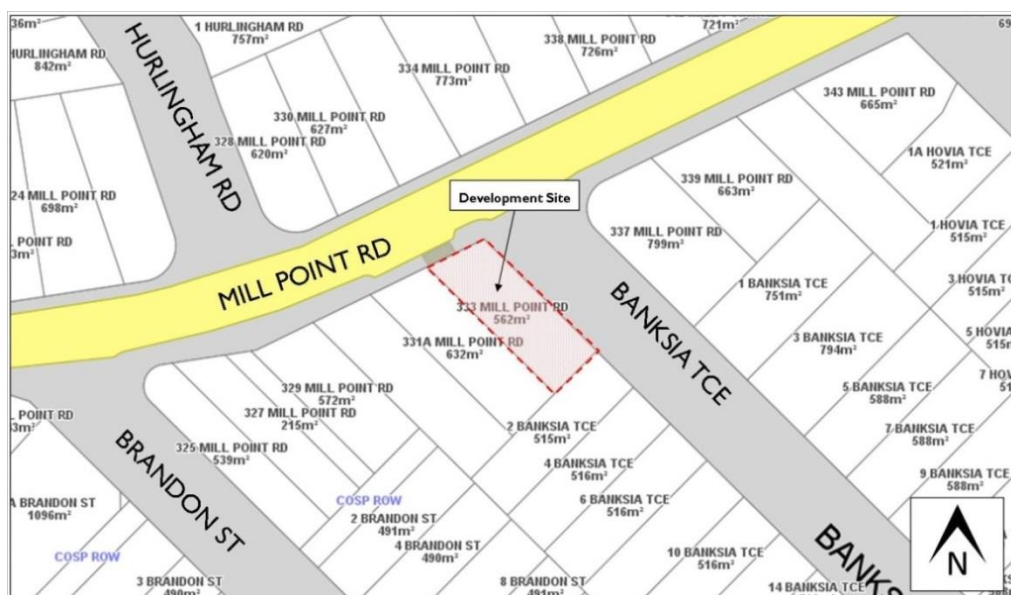 36m²
1 HURLINGHAM RD
757m²
HURLINGHAM RD
842m²
HURLINGHAM RD
338 MILL POINT RD
726m²
721m²
334 MILL POINT RD
773m²
330 MILL POINT RD
627m²
328 MILL POINT RD
620m²
343 MILL POINT RD
665m²
1A HOVIA TCE
521m²
24 MILL POINT RD
698m²
339 MILL POINT RD
663m²
Development Site
337 MILL POINT RD
799m²
1 HOVIA TCE
515m²
POINT RD
3m²
MILL POINT RD
1 BANKSIA TCE
751m²
3 HOVIA TCE
515m²
333 MILL POINT RD
562m²
BANKSIA TCE
331A MILL POINT RD
632m²
3 BANKSIA TCE
794m²
5 HOVIA
515m²
329 MILL POINT RD
572m²
5 BANKSIA TCE
588m²
7 HOV
51
327 MILL POINT RD
215m²
POINT RD
3m²
2 BANKSIA TCE
515m²
7 BANKSIA TCE
588m²
325 MILL POINT RD
539m²
BRANDON ST
4 BANKSIA TCE
516m²
9 BANKSIA TCE
588m²
6 BANKSIA TCE
516m²
A BRANDON ST
1096m²
COSP ROW
2 BRANDON ST
491m²
BANKS
N
COSP ROW
4 BRANDON ST
490m²
10 BANKSIA TCE
516m²
3 BRANDON ST
490m²
8 BRANDON ST
491m²
14 BANKSIA TCE